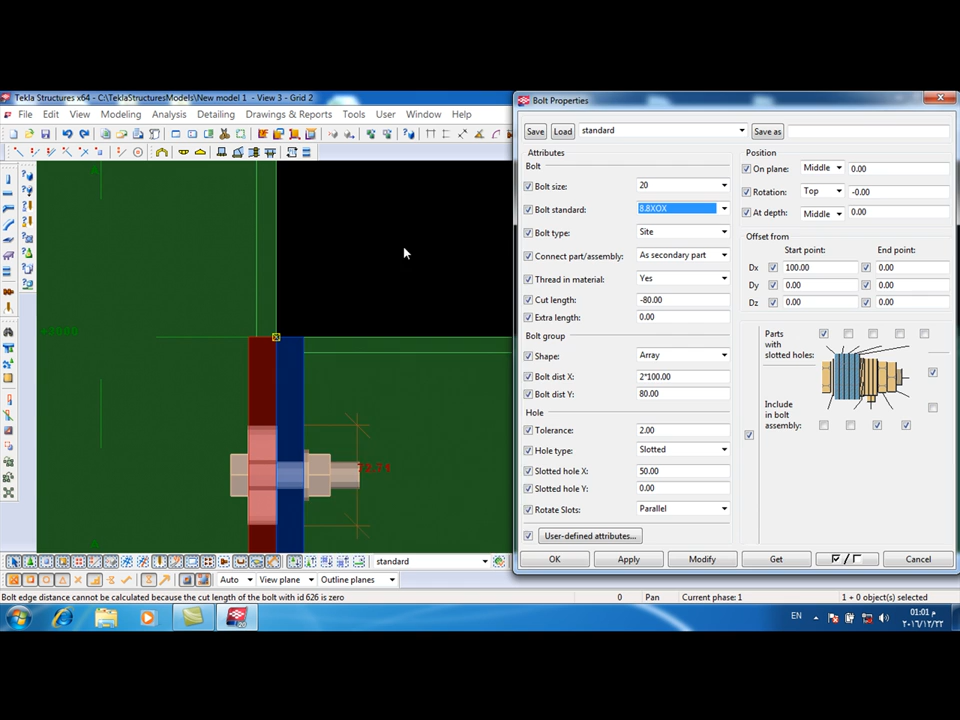 Tekla Structures x64 - C:\TeklaStructuresModels\New model 1 - View 3 - Grid 2
File Edit View Modeling Analysis Detailing Drawings & Reports Tools User Window Help
standard
Auto View plane Outline planes
Bolt edge distance cannot be calculated because the cut length of the bolt with id 626 is zero
0 Pan Current phase: 1 1 + 0 object(s) selected
Bolt Properties
Save Load standard Save as
Attributes
Bolt
Bolt size: 20
Bolt standard: 8.8XOX
Bolt type: Site
Connect part/assembly: As secondary part
Thread in material: Yes
Cut length: -80.00
Extra length: 0.00
Bolt group
Shape: Array
Bolt dist X: 2*100.00
Bolt dist Y: 80.00
Hole
Tolerance: 2.00
Hole type: Slotted
Slotted hole X: 50.00
Slotted hole Y: 0.00
Rotate Slots: Parallel
User-defined attributes...
Position
On plane: Middle 0.00
Rotation: Top -0.00
At depth: Middle 0.00
Offset from
Start point: End point:
Dx 100.00 0.00
Dy 0.00 0.00
Dz 0.00 0.00
Parts
with
slotted holes:
Include
in bolt
assembly:
OK Apply Modify Get Cancel
EN
01:01 م
٢٠١٦/١٢/٢٢